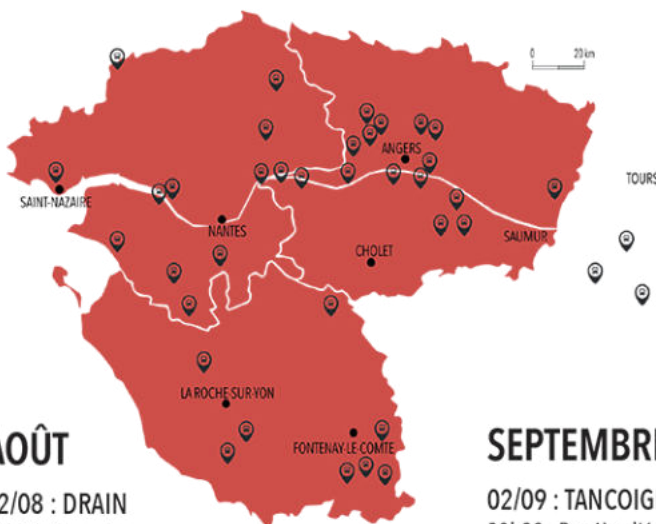 0 20 km
ANGERS
TOURS
SAINT-NAZAIRE
NANTES
SAUMUR
CHOLET
LA ROCHE-SUR-YON
FONTENAY-LE-COMTE
AOÛT
2/08 : DRAIN
SEPTEMBRE
02/09 : TANCOIG